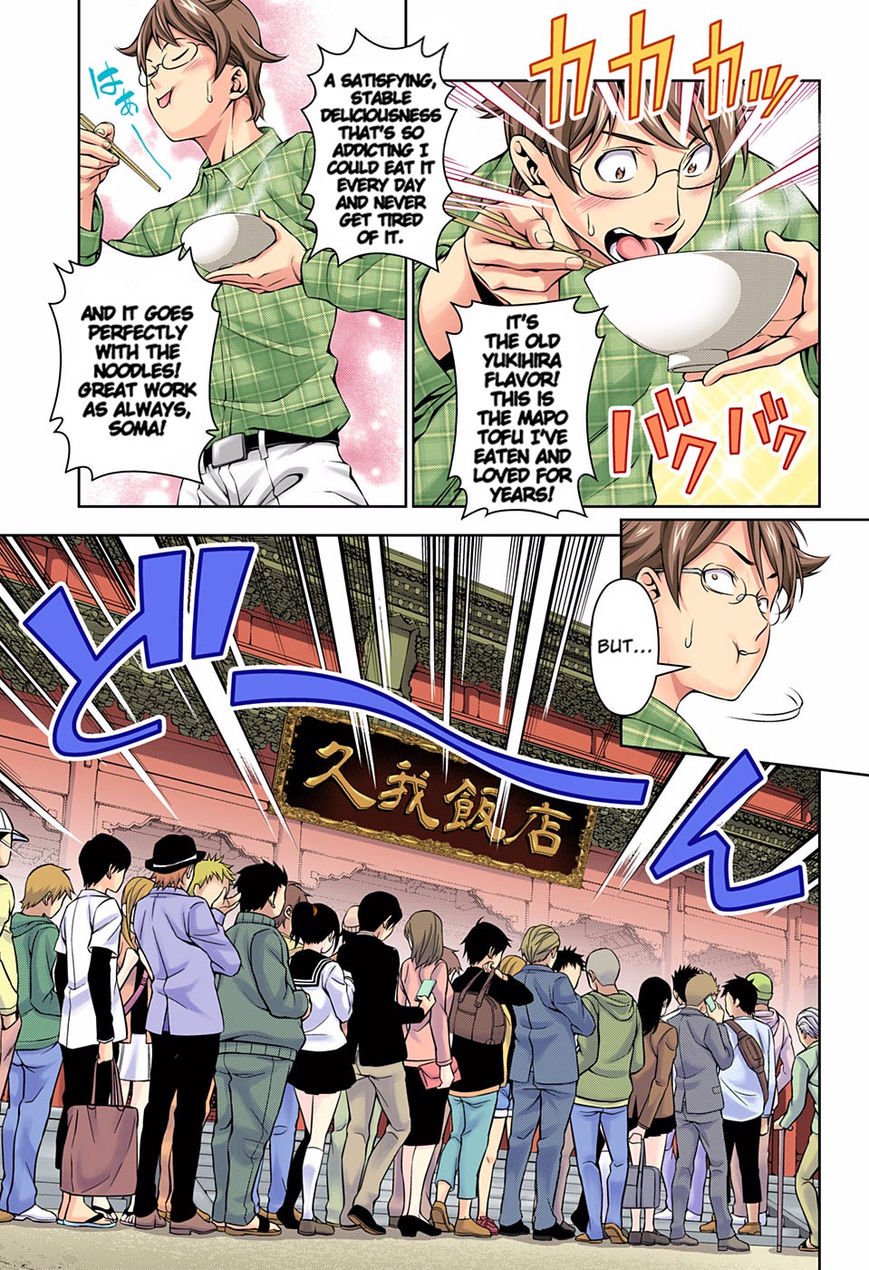 カカカッ
IT'S
THE OLD
YUKIHIRA
FLAVOR!
THIS IS
THE MAPO
TOFU I'VE
EATEN AND
LOVED FOR
YEARS!
バク
バク
はぁ〜
A SATISFYING,
STABLE
DELICIOUSNESS
THAT'S SO
ADDICTING I
COULD EAT IT
EVERY DAY
AND NEVER
GET TIRED
OF IT.
AND IT GOES
PERFECTLY
WITH THE
NOODLES!
GREAT WORK
AS ALWAYS,
SOMA!
BUT...
ど〜ん
久我飯店